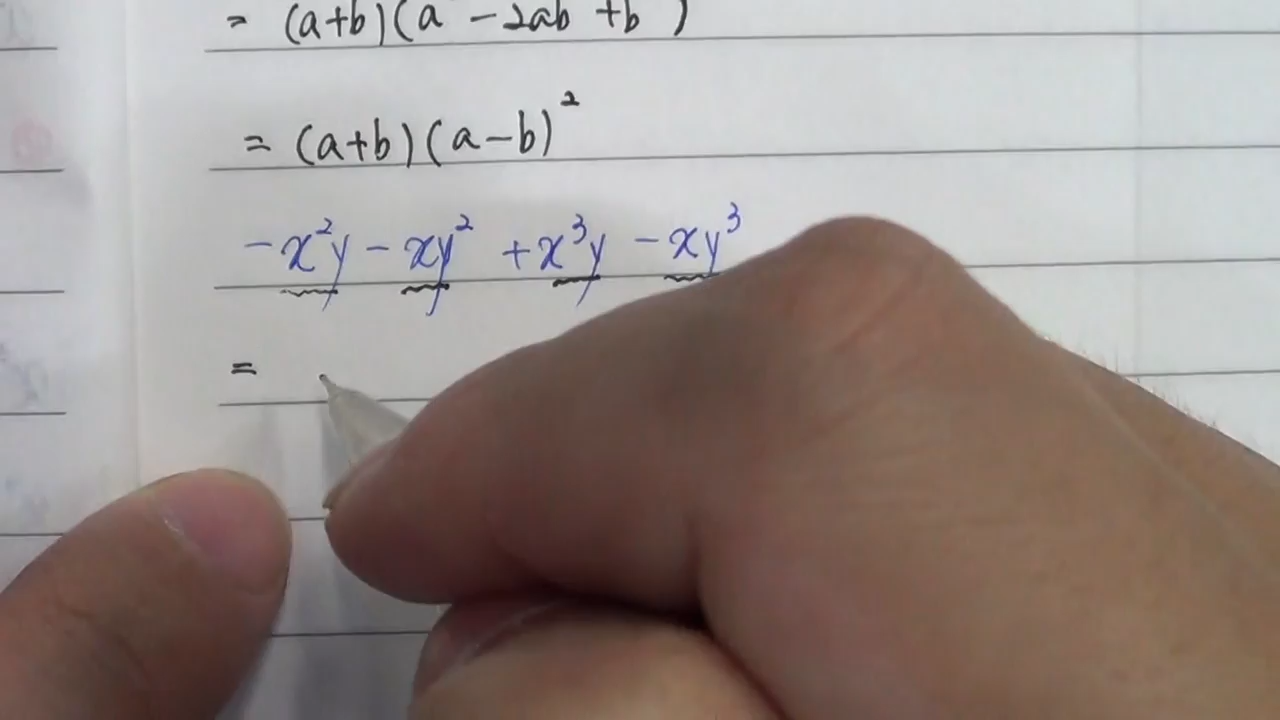 = (a+b)(a - 2ab + b )
= (a+b)(a-b)²
-x²y - xy² + x³y - xy³
=